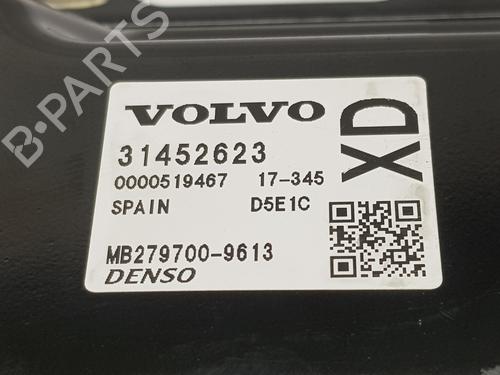 VOLVO
31452623
0000519467 17-345
SPAIN D5E1C
MB279700-9613
DENSO
XD
B-PARTS